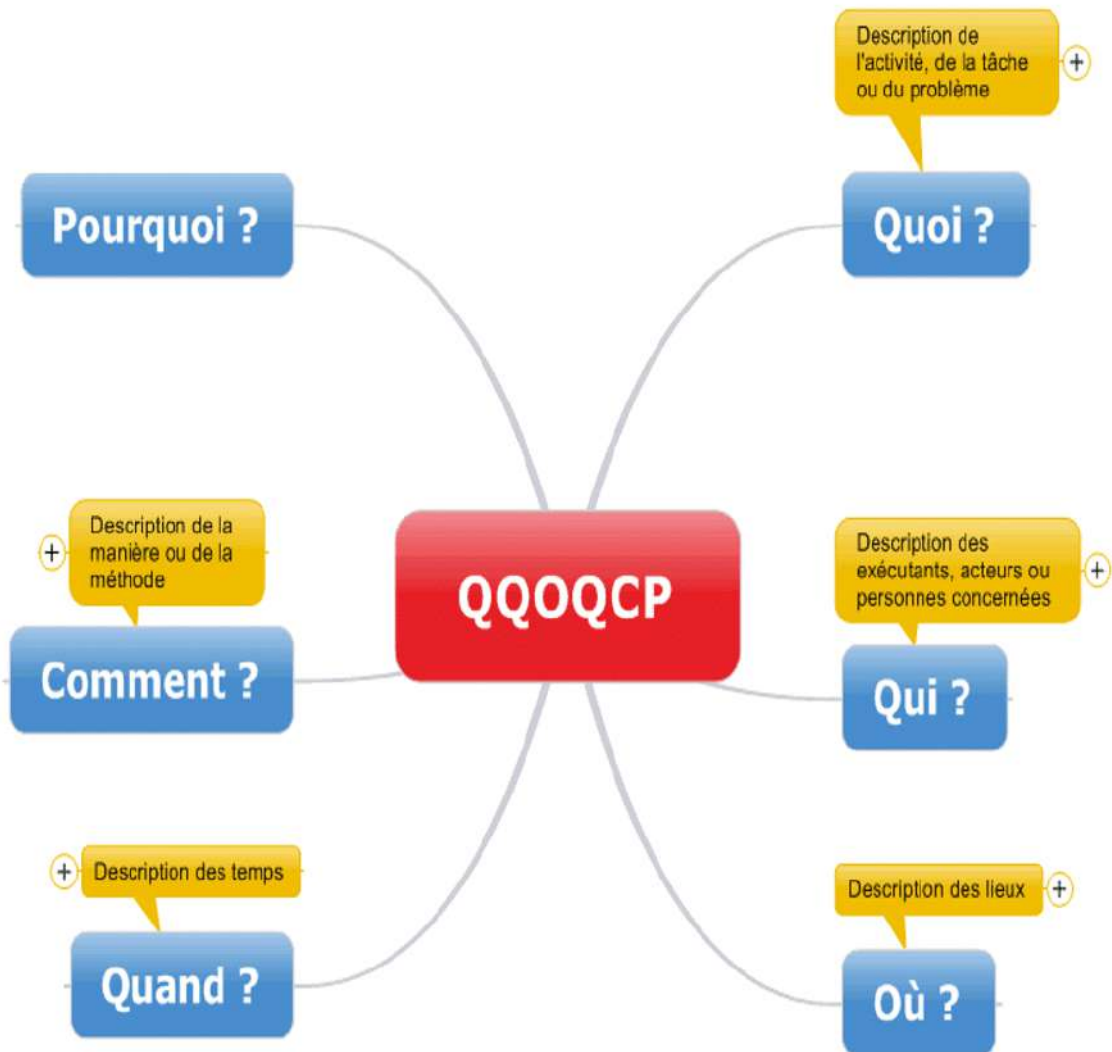 Description de
l'activité, de la tâche
ou du problème
+
Pourquoi ?
Quoi ?
Description de la
manière ou de la
méthode
+
QQOQCP
Description des
exécutants, acteurs ou
personnes concernées
+
Comment ?
Qui ?
+
Description des temps
Description des lieux
+
Quand ?
Où ?